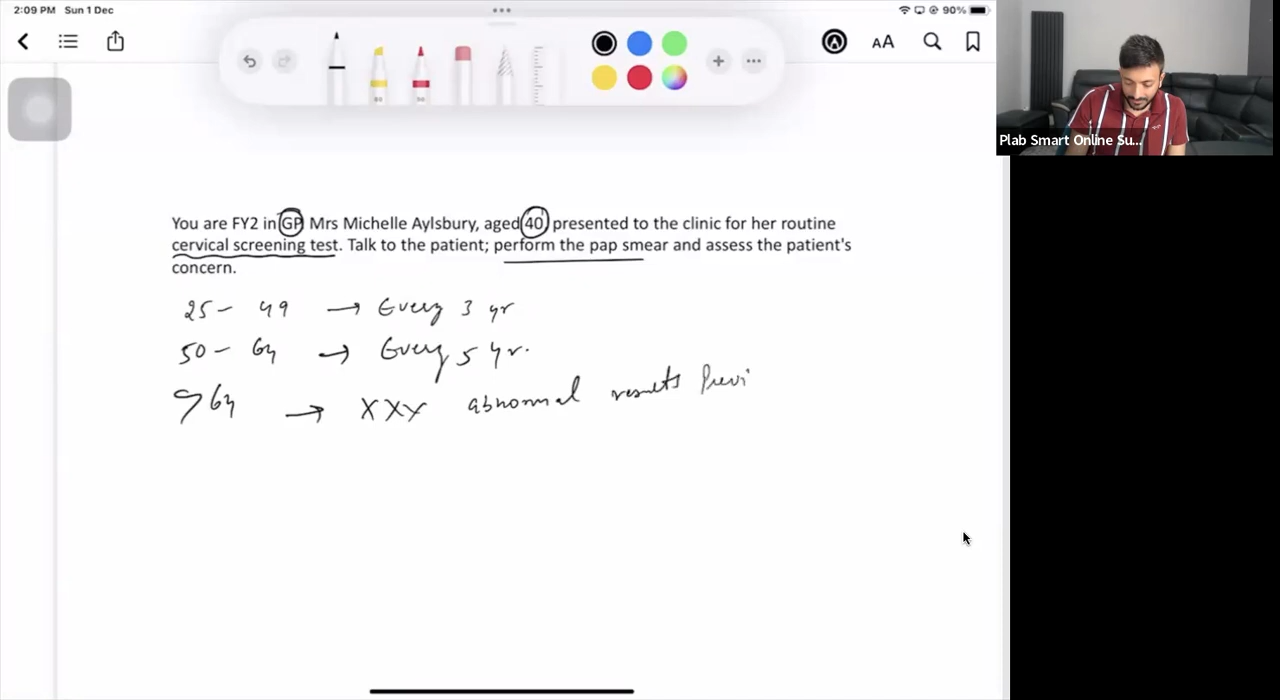 2:09 PM Sun 1 Dec
90%
AA
80
50
Plab Smart Online Su...
You are FY2 in GP Mrs Michelle Aylsbury, aged 40 presented to the clinic for her routine
cervical screening test. Talk to the patient; perform the pap smear and assess the patient's
concern.
25 - 49 → Every 3 yr
50 - 64 → Every 5 yr.
>64 → XXX abnormal results Previ